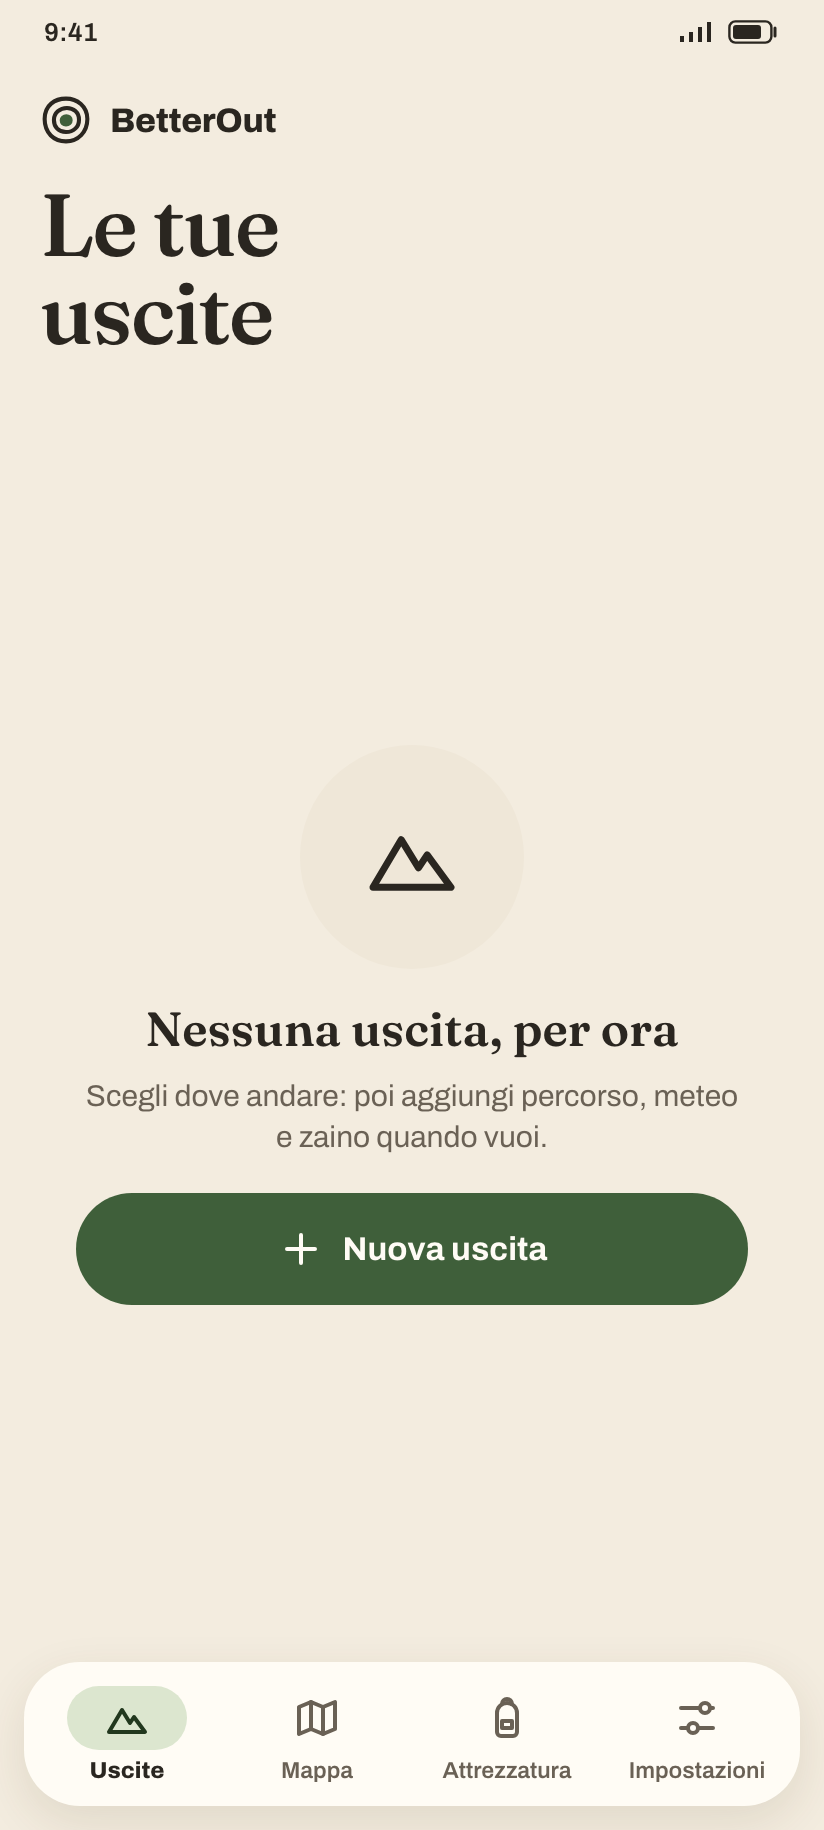 9:41
BetterOut
Le tue
uscite
Nessuna uscita, per ora
Scegli dove andare: poi aggiungi percorso, meteo
e zaino quando vuoi.
Nuova uscita
Uscite
Mappa
Attrezzatura
Impostazioni